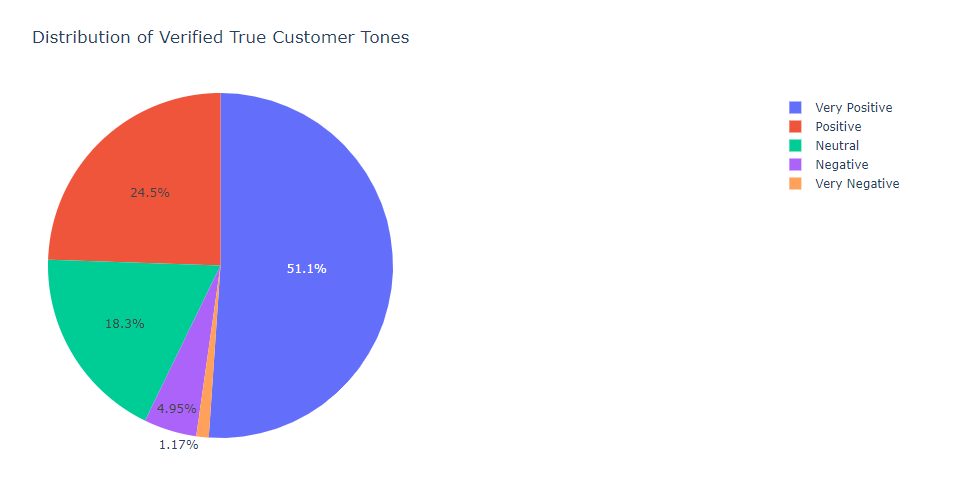 Distribution of Verified True Customer Tones
Very Positive
Positive
Neutral
Negative
Very Negative
24.5%
51.1%
18.3%
4.95%
1.17%